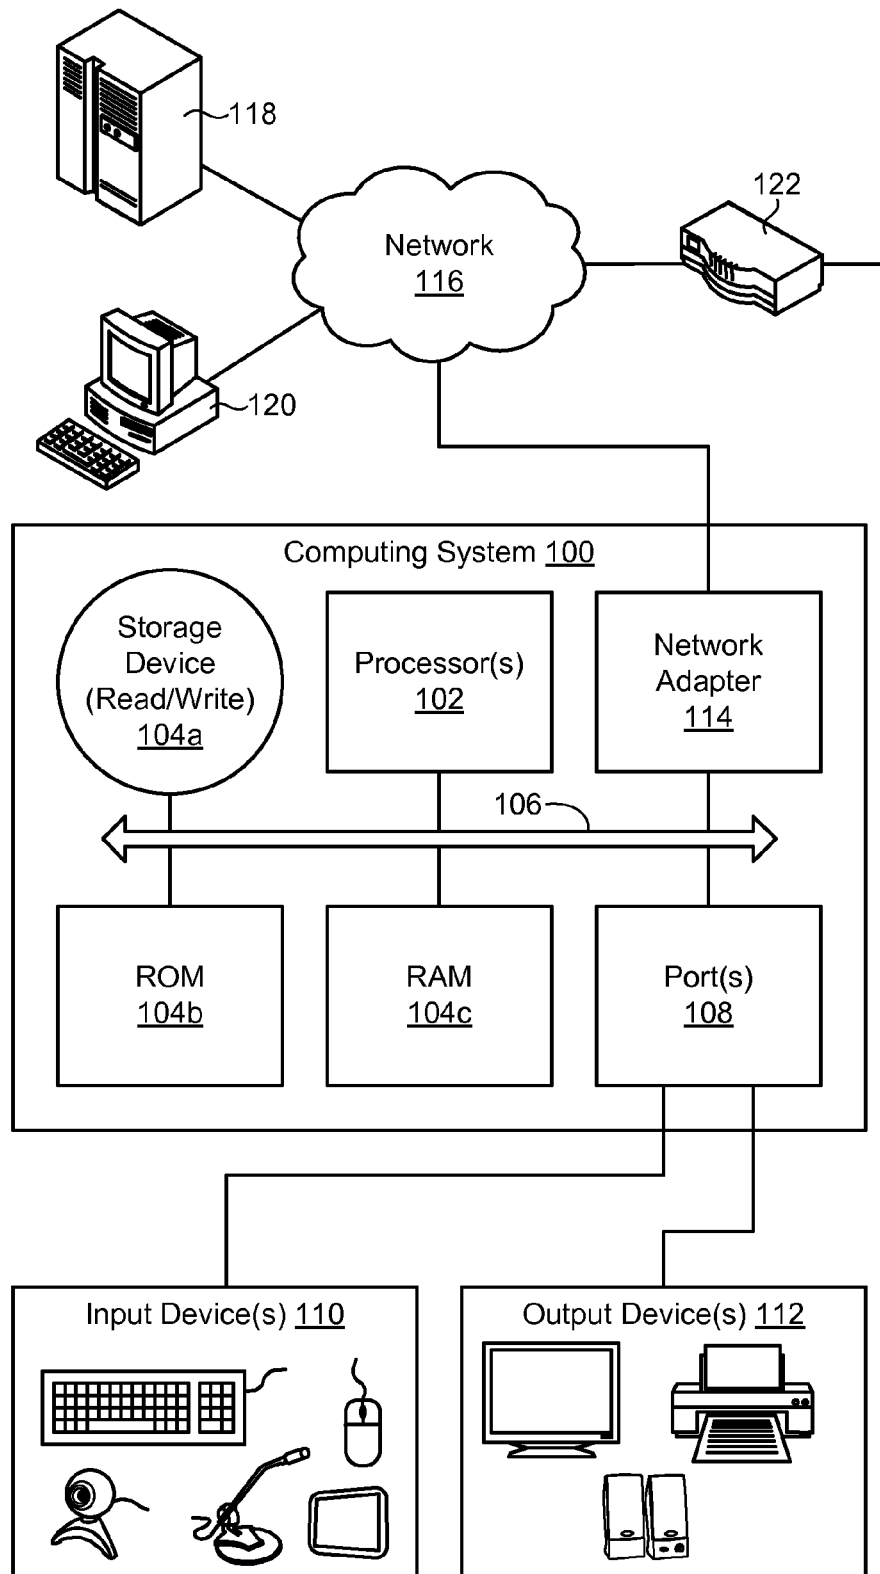 118
122
Network
116
120
Computing System 100
Storage
Device
(Read/Write)
104a
Processor(s)
102
Network
Adapter
114
106
ROM
104b
RAM
104c
Port(s)
108
Input Device(s) 110
Output Device(s) 112